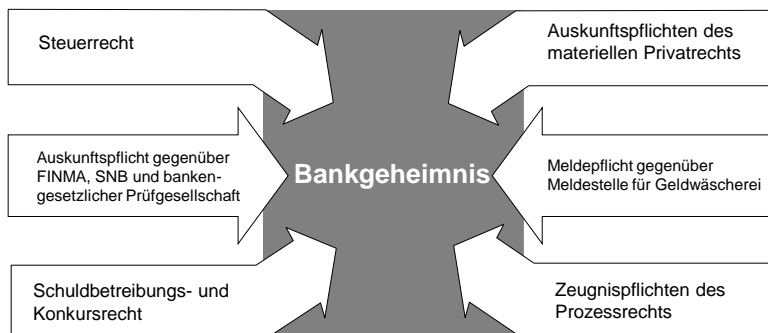 Steuerrecht
Auskunftspflichten des
materiellen Privatrechts
Auskunftspflicht gegenüber
FINMA, SNB und banken-
gesetzlicher Prüfgesellschaft
Bankgeheimnis
Meldepflicht gegenüber
Meldestelle für Geldwäscherei
Schuldbetreibungs- und
Konkursrecht
Zeugnispflichten des
Prozessrechts